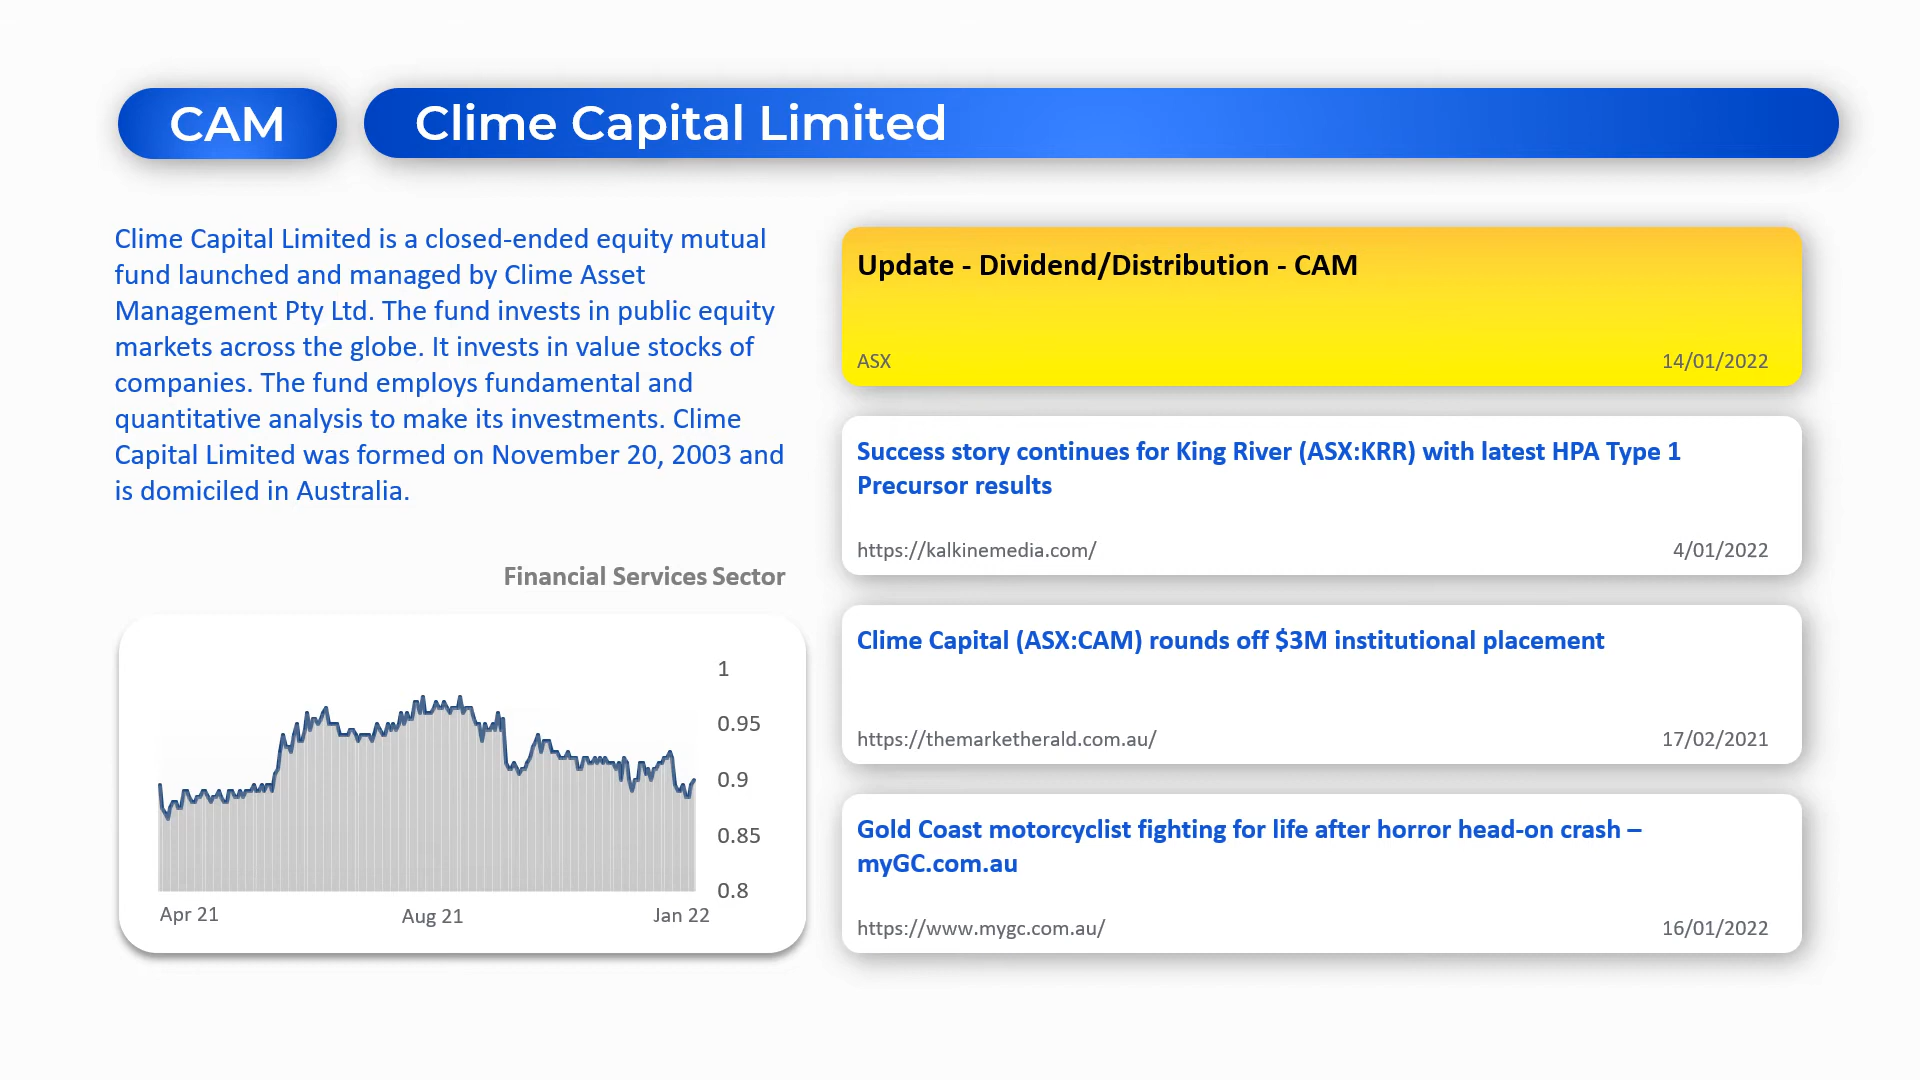 CAM
Clime Capital Limited
Clime Capital Limited is a closed-ended equity mutual
fund launched and managed by Clime Asset
Management Pty Ltd. The fund invests in public equity
markets across the globe. It invests in value stocks of
companies. The fund employs fundamental and
quantitative analysis to make its investments. Clime
Capital Limited was formed on November 20, 2003 and
is domiciled in Australia.
Financial Services Sector
1
0.95
0.9
0.85
0.8
Apr 21
Aug 21
Jan 22
Update - Dividend/Distribution - CAM
ASX
14/01/2022
Success story continues for King River (ASX:KRR) with latest HPA Type 1
Precursor results
https://kalkinemedia.com/
4/01/2022
Clime Capital (ASX:CAM) rounds off $3M institutional placement
https://themarketherald.com.au/
17/02/2021
Gold Coast motorcyclist fighting for life after horror head-on crash –
myGC.com.au
https://www.mygc.com.au/
16/01/2022